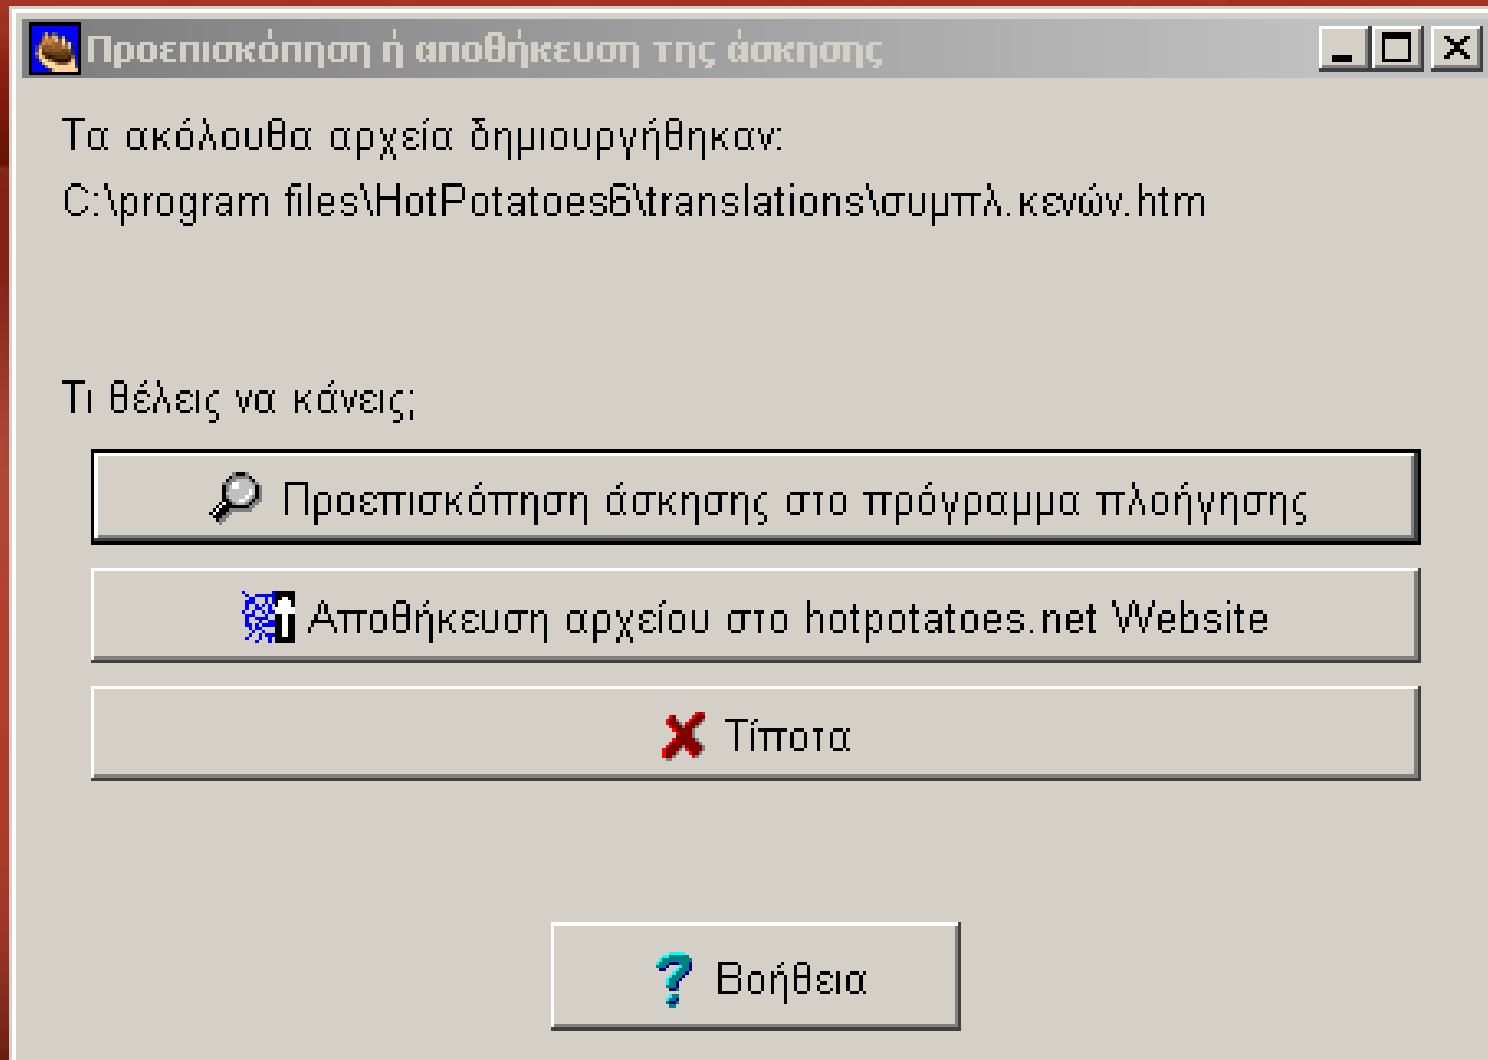 Προεπισκόπηση ή αποθήκευση της άσκησης
Τα ακόλουθα αρχεία δημιουργήθηκαν:
C:\program files\HotPotatoes6\translations\συμπλ.κενών.htm
Τι θέλεις να κάνεις;
Προεπισκόπηση άσκησης στο πρόγραμμα πλοήγησης
Αποθήκευση αρχείου στο hotpotatoes.net Website
Τίποτα
? Βοήθεια